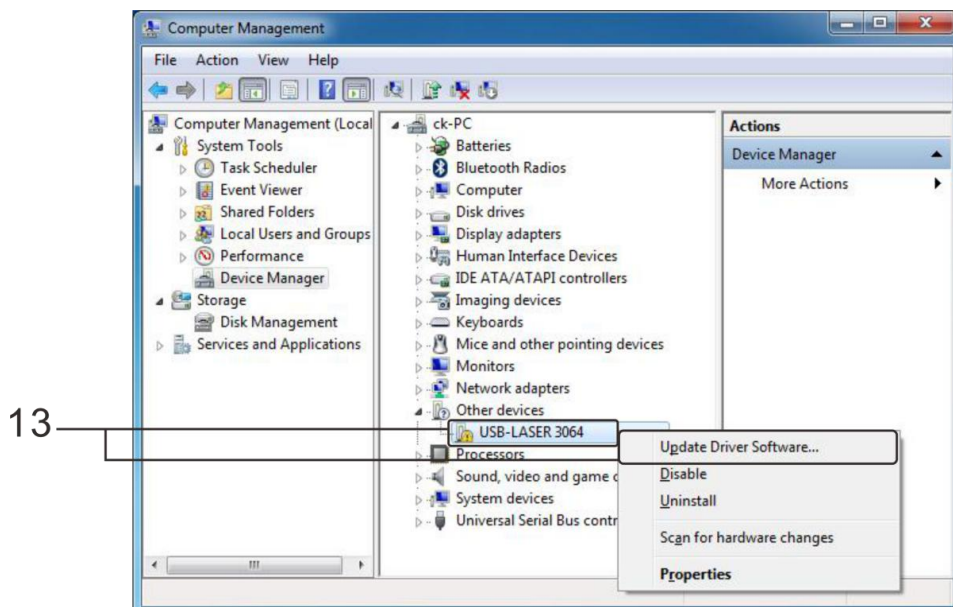 Computer Management
File Action View Help
Computer Management (Local
System Tools
Task Scheduler
Event Viewer
Shared Folders
Local Users and Groups
Performance
Device Manager
Storage
Disk Management
Services and Applications
ck-PC
Batteries
Bluetooth Radios
Computer
Disk drives
Display adapters
Human Interface Devices
IDE ATA/ATAPI controllers
Imaging devices
Keyboards
Mice and other pointing devices
Monitors
Network adapters
Other devices
USB-LASER 3064
Processors
Sound, video and game c
System devices
Universal Serial Bus contr
Actions
Device Manager
More Actions
13
Update Driver Software...
Disable
Uninstall
Scan for hardware changes
Properties